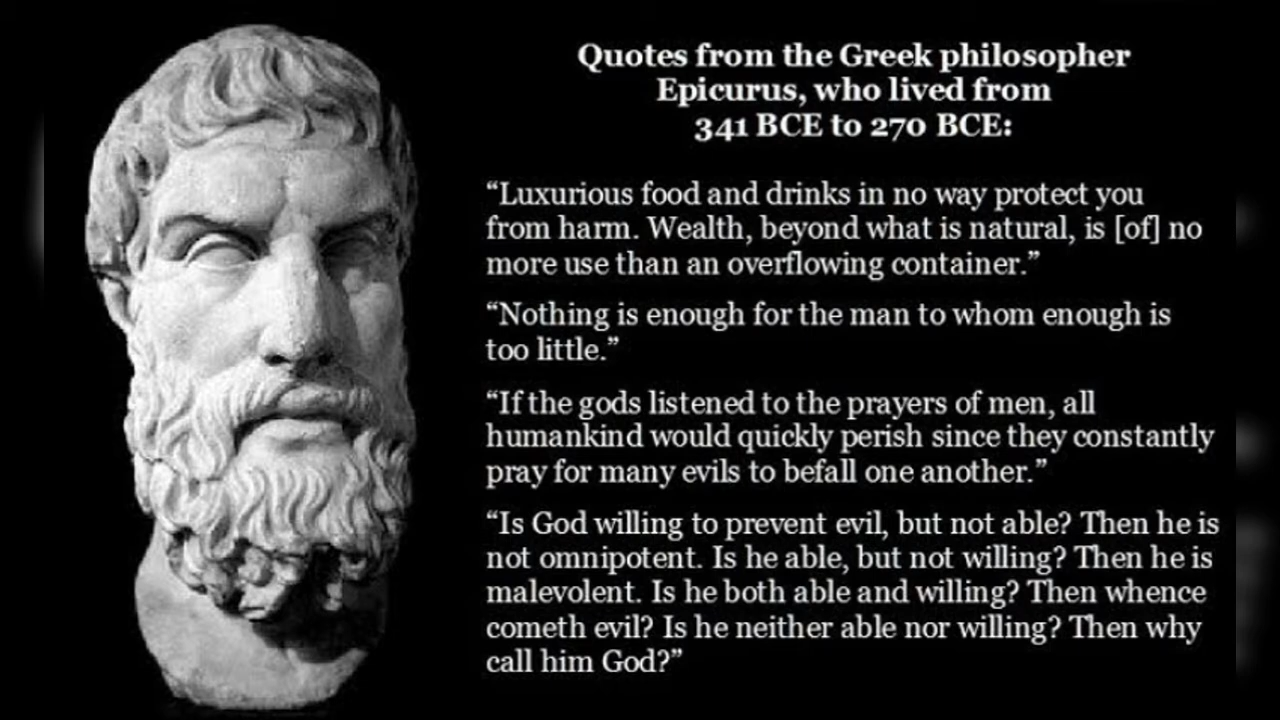 Quotes from the Greek philosopher
Epicurus, who lived from
341 BCE to 270 BCE:
“Luxurious food and drinks in no way protect you
from harm. Wealth, beyond what is natural, is [of] no
more use than an overflowing container.”
“Nothing is enough for the man to whom enough is
too little.”
“If the gods listened to the prayers of men, all
humankind would quickly perish since they constantly
pray for many evils to befall one another.”
“Is God willing to prevent evil, but not able? Then he is
not omnipotent. Is he able, but not willing? Then he is
malevolent. Is he both able and willing? Then whence
cometh evil? Is he neither able nor willing? Then why
call him God?”